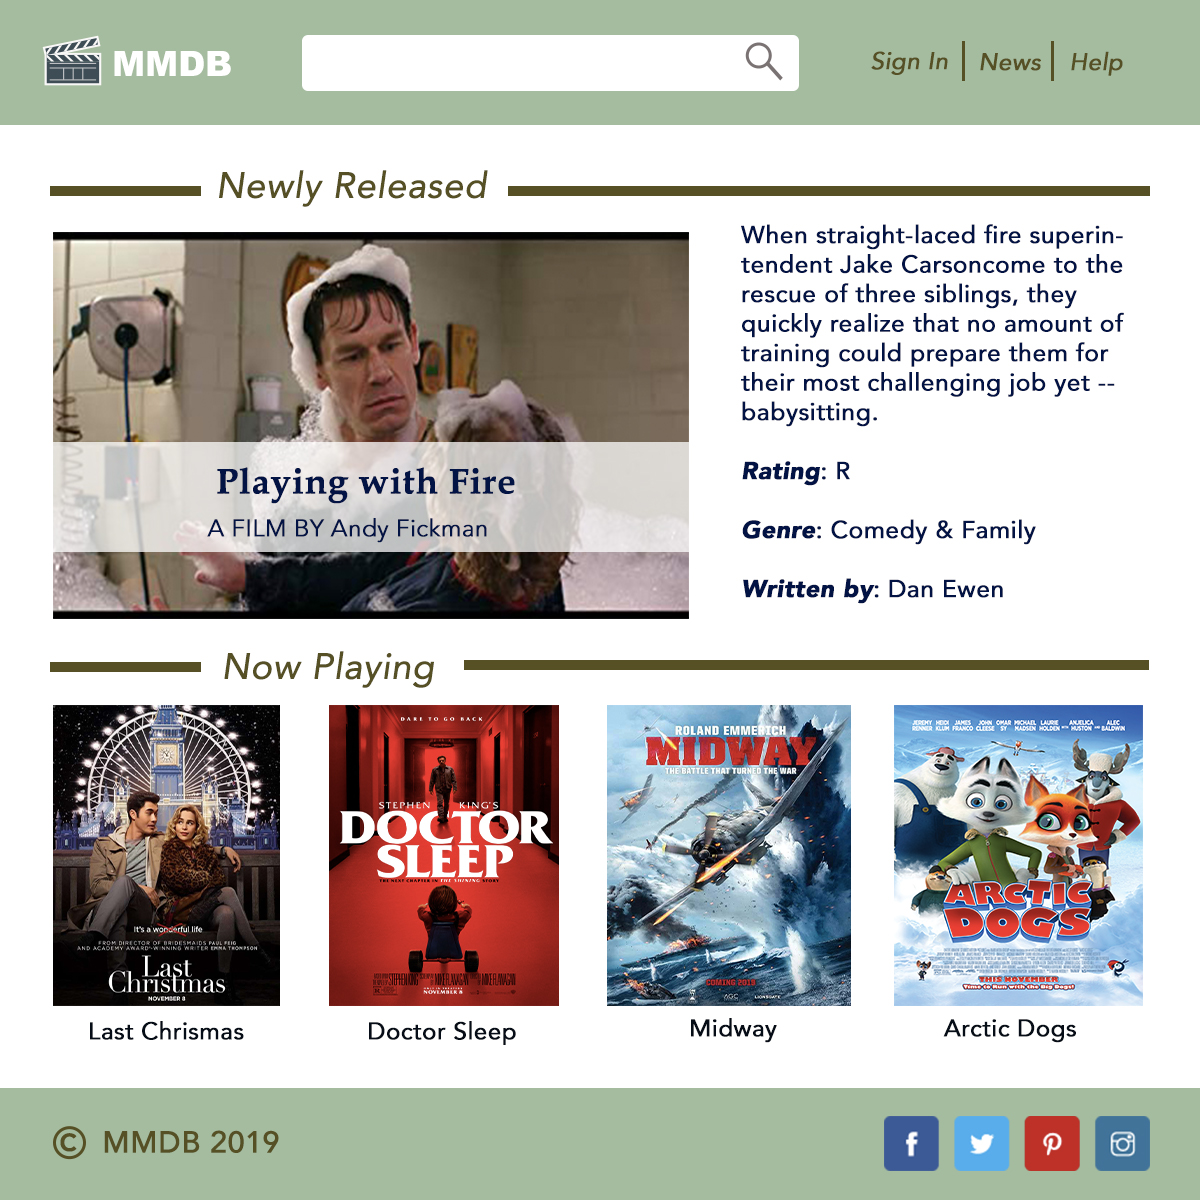 MMDB
Sign In
News
Help
Newly Released
When straight-laced fire superin-
tendent Jake Carsoncome to the
rescue of three siblings, they
quickly realize that no amount of
training could prepare them for
their most challenging job yet --
babysitting.
Rating: R
Genre: Comedy & Family
Written by: Dan Ewen
Playing with Fire
A FILM BY Andy Fickman
Now Playing
It's a wonderful life
FROM DIRECTOR OF BRIDESMAIDS PAUL FEIG
AND ACADEMY AWARD-WINNING WRITER EMMA THOMPSON
Last
Christmas
NOVEMBER 8
Last Chrismas
DARE TO GO BACK
STEPHEN KING'S
DOCTOR
SLEEP
THE NEXT CHAPTER IN THE SHINING STORY
NOVEMBER 8
Doctor Sleep
ROLAND EMMERICH
MIDWAY
THE BATTLE THAT TURNED THE WAR
COMING 2019
AGC
LIONSGATE
Midway
JEREMY RENNER HEIDI KLUM JAMES FRANCO JOHN CLEESE OMAR SY MICHAEL MADSEN LAURIE HOLDEN WITH ANJELICA HUSTON AND ALEC BALDWIN
ARCTIC
DOGS
THIS NOVEMBER
Time to Run with the Big Dogs!
Arctic Dogs
© MMDB 2019